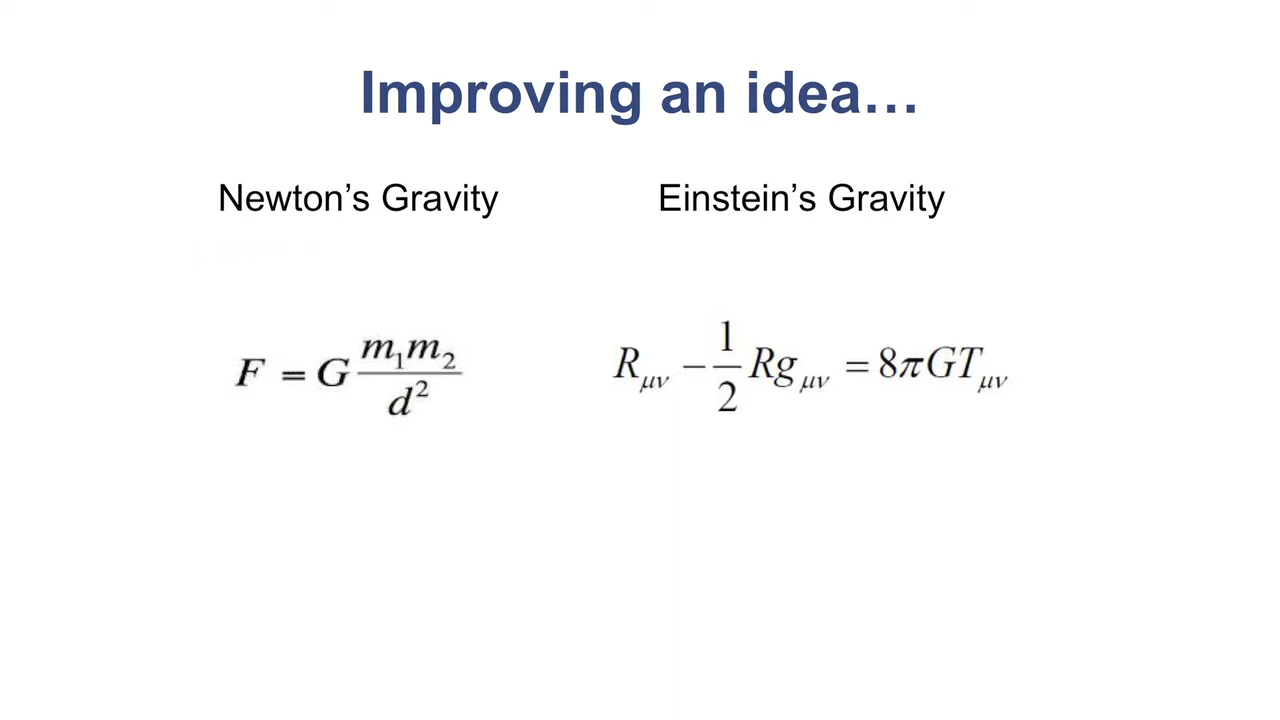 Improving an idea…
Newton’s Gravity
Einstein’s Gravity
F = G m₁m₂ / d²
Rμν − 1/2 Rgμν = 8πGTμν